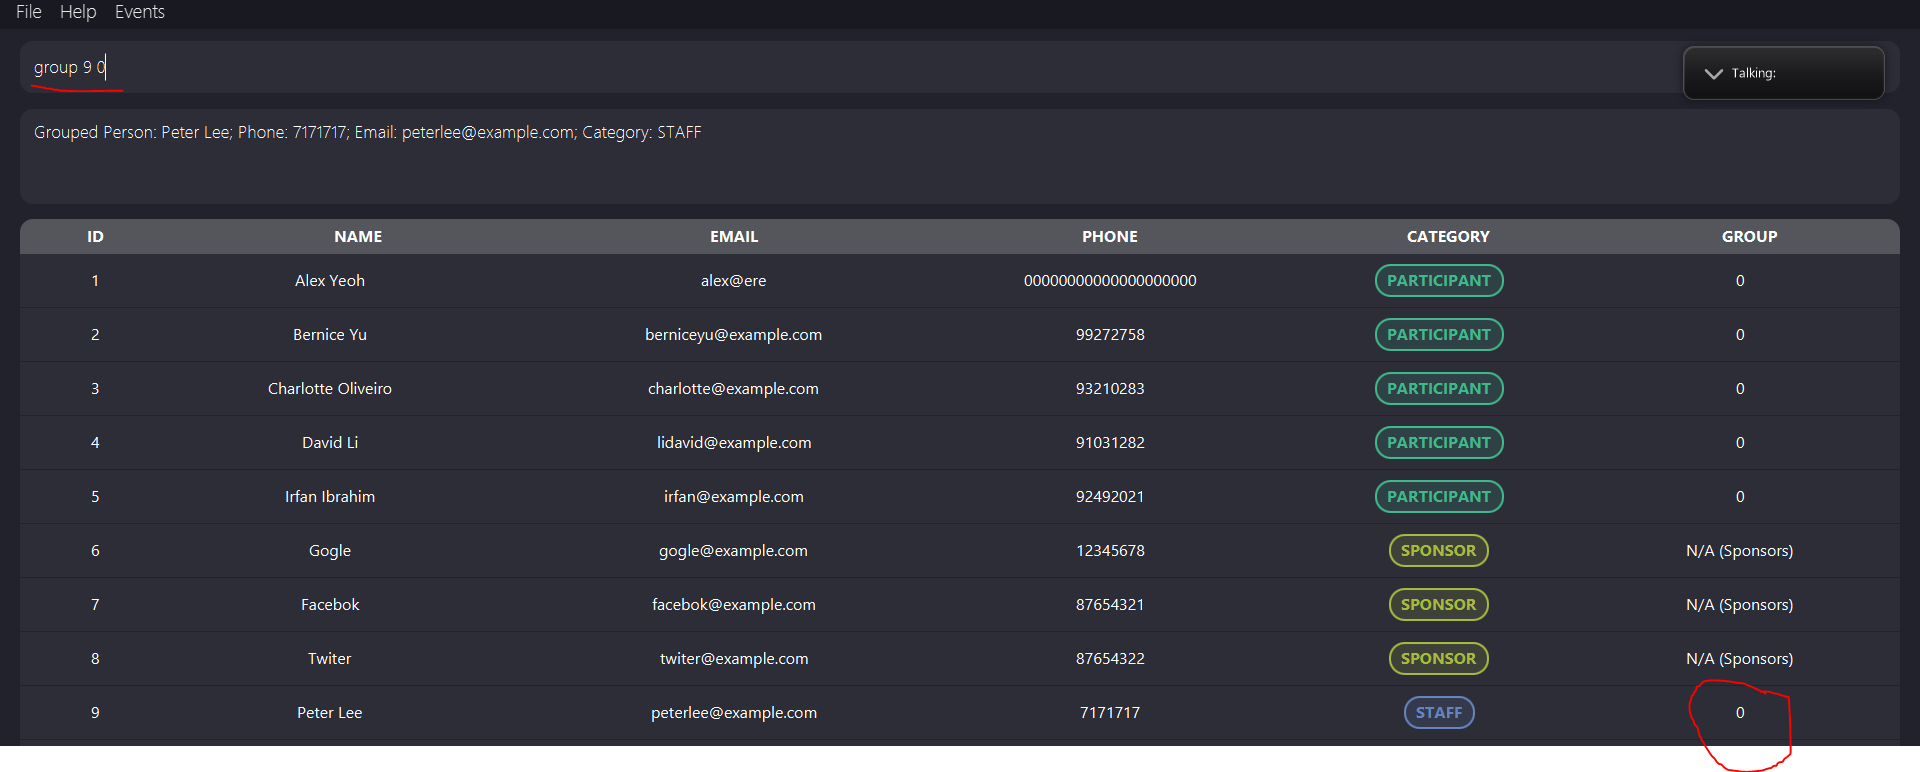 File Help Events
group 9 0
Talking:
Grouped Person: Peter Lee; Phone: 7171717; Email: peterlee@example.com; Category: STAFF
ID NAME EMAIL PHONE CATEGORY GROUP
1 Alex Yeoh alex@ere 00000000000000000000 PARTICIPANT 0
2 Bernice Yu berniceyu@example.com 99272758 PARTICIPANT 0
3 Charlotte Oliveiro charlotte@example.com 93210283 PARTICIPANT 0
4 David Li lidavid@example.com 91031282 PARTICIPANT 0
5 Irfan Ibrahim irfan@example.com 92492021 PARTICIPANT 0
6 Gogle gogle@example.com 12345678 SPONSOR N/A (Sponsors)
7 Facebok facebok@example.com 87654321 SPONSOR N/A (Sponsors)
8 Twiter twiter@example.com 87654322 SPONSOR N/A (Sponsors)
9 Peter Lee peterlee@example.com 7171717 STAFF 0